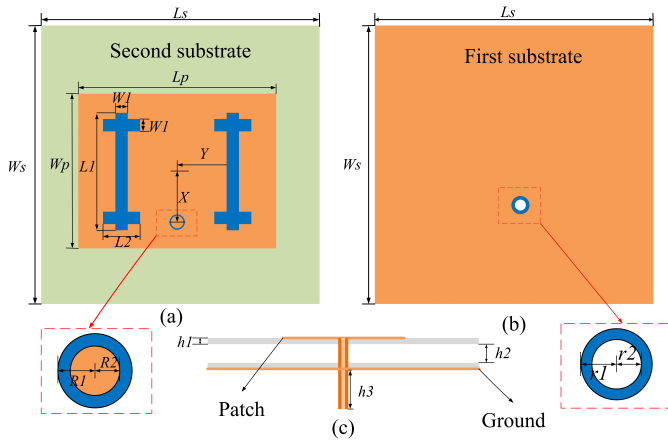 Ls
Second substrate
Lp
W1
W1
Ws
Wp
L1
Y
X
L2
(a)
R1
R2
Ls
First substrate
Ws
(b)
r1
r2
h1
h2
h3
Patch
Ground
(c)